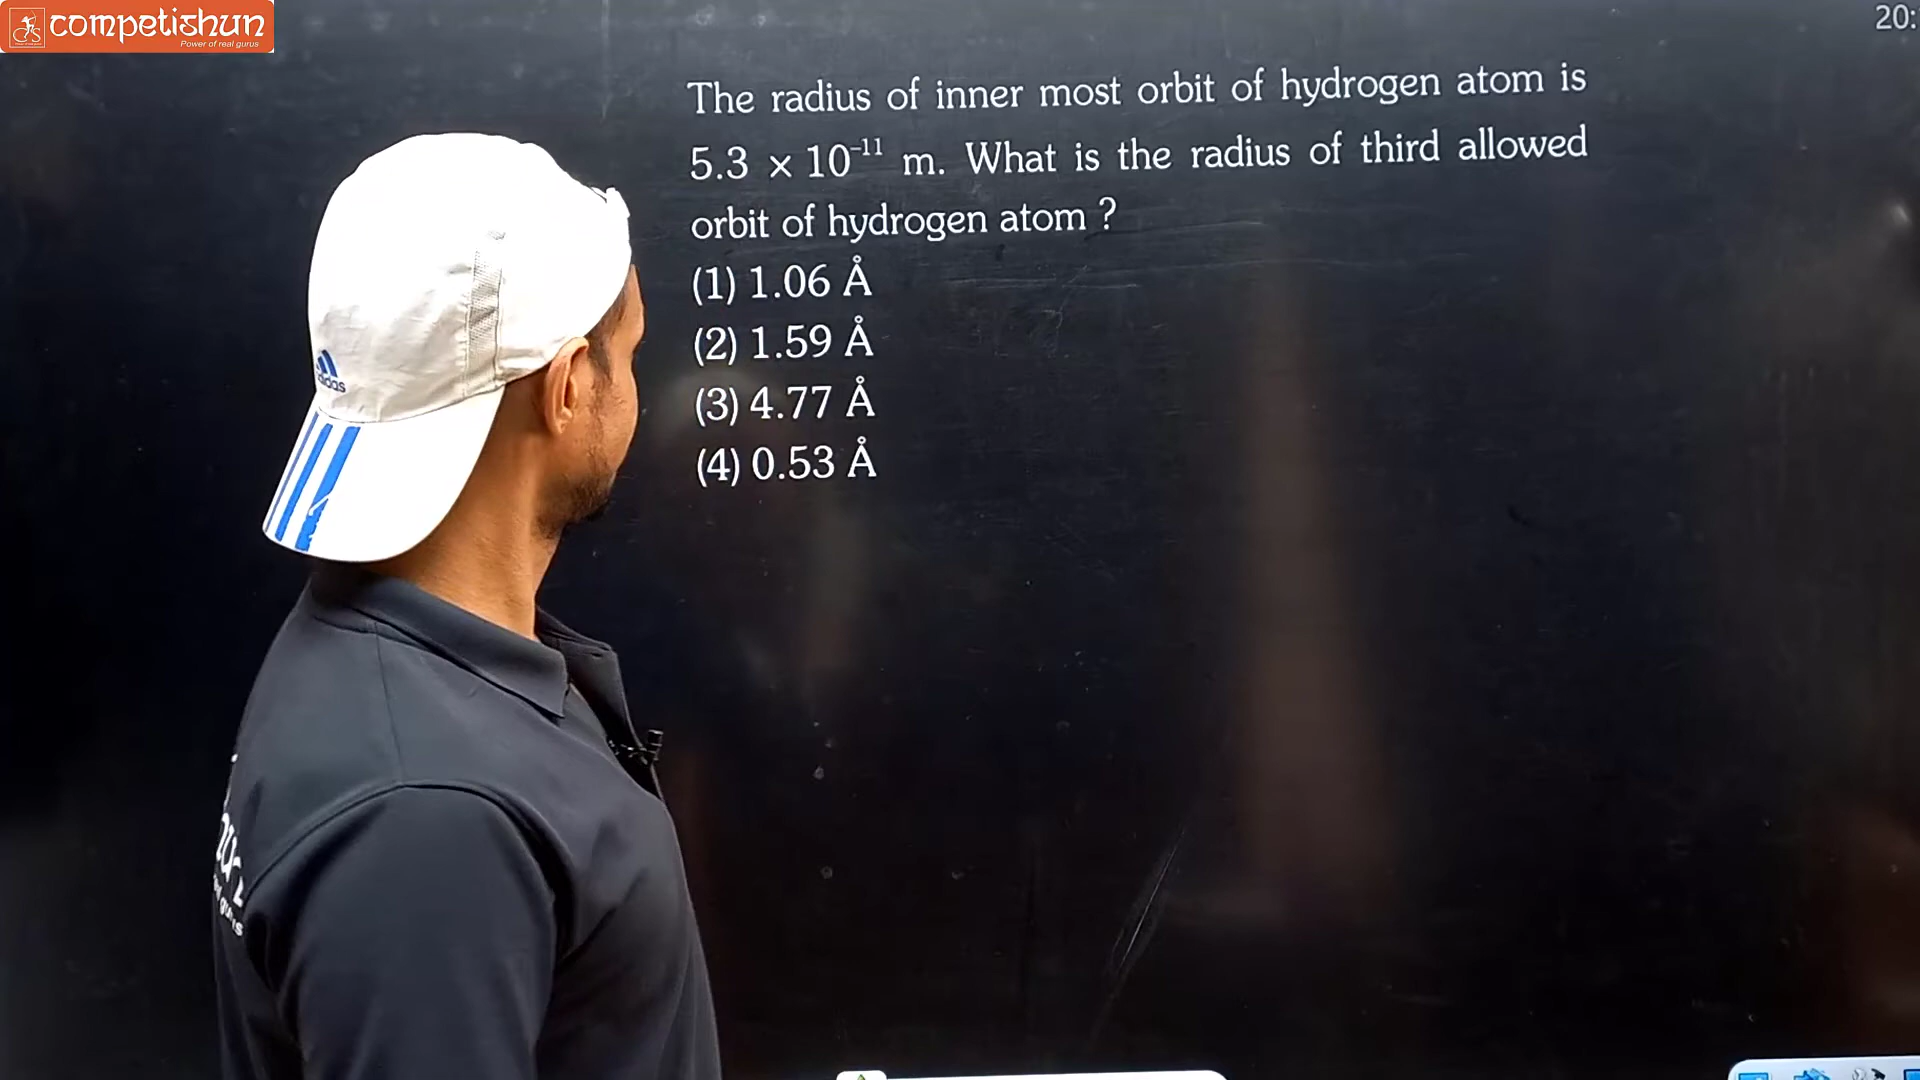 competishun
Power of real gurus
20:
The radius of inner most orbit of hydrogen atom is
5.3 × 10⁻¹¹ m. What is the radius of third allowed
orbit of hydrogen atom ?
(1) 1.06 Å
(2) 1.59 Å
(3) 4.77 Å
(4) 0.53 Å
adidas